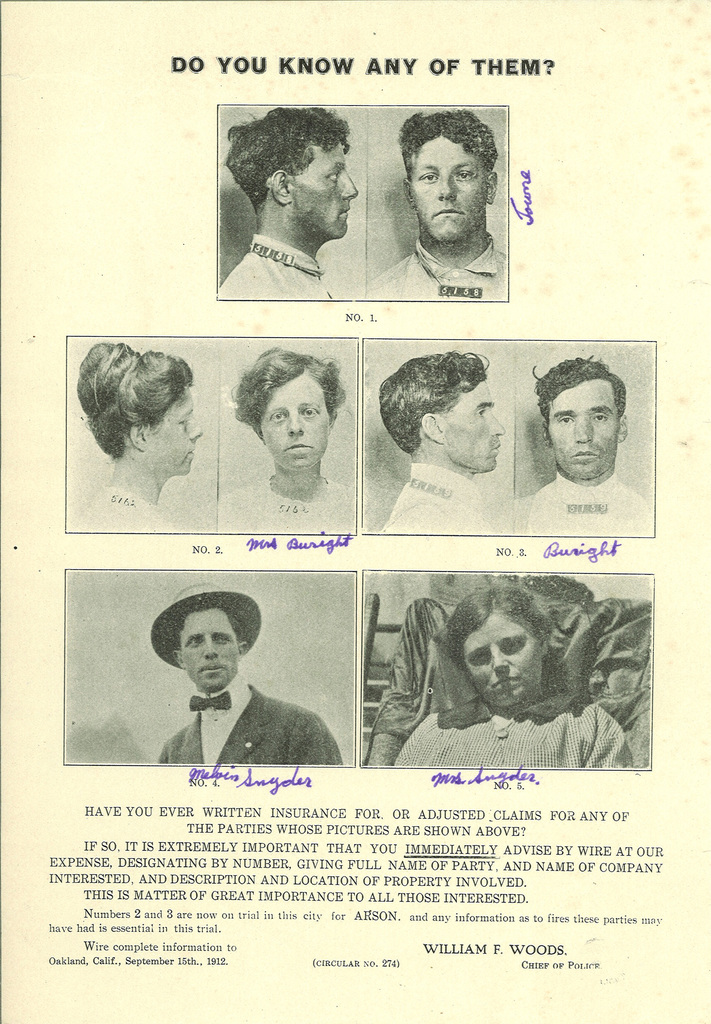 DO YOU KNOW ANY OF THEM?
Towne
5158
5158
NO. 1.
5152
5152
NO. 2. Mrs Buright
NO. 3. Buright
Melvin Snyder
NO. 4.
Mrs Snyder.
NO. 5.
HAVE YOU EVER WRITTEN INSURANCE FOR, OR ADJUSTED CLAIMS FOR ANY OF
THE PARTIES WHOSE PICTURES ARE SHOWN ABOVE?
IF SO, IT IS EXTREMELY IMPORTANT THAT YOU IMMEDIATELY ADVISE BY WIRE AT OUR
EXPENSE, DESIGNATING BY NUMBER, GIVING FULL NAME OF PARTY, AND NAME OF COMPANY
INTERESTED, AND DESCRIPTION AND LOCATION OF PROPERTY INVOLVED.
THIS IS MATTER OF GREAT IMPORTANCE TO ALL THOSE INTERESTED.
Numbers 2 and 3 are now on trial in this city for ARSON, and any information as to fires these parties may
have had is essential in this trial.
Wire complete information to
Oakland, Calif., September 15th., 1912.
(CIRCULAR NO. 274)
WILLIAM F. WOODS,
CHIEF OF POLICE